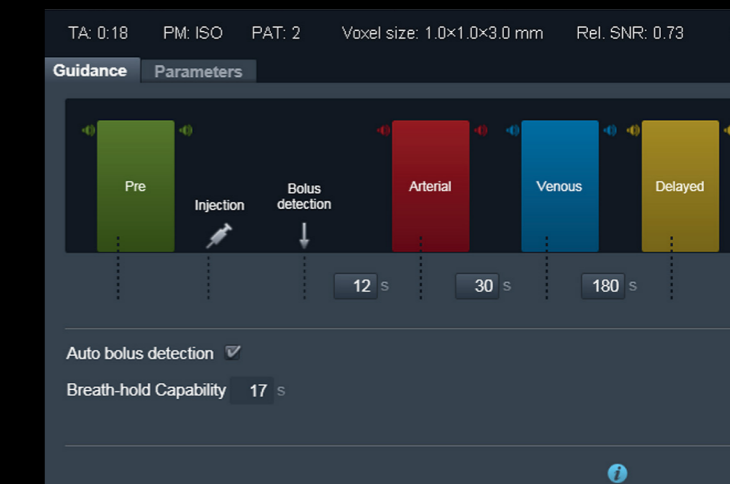 TA: 0:18 PM: ISO PAT: 2 Voxel size: 1.0×1.0×3.0 mm Rel. SNR: 0.73
Guidance Parameters
Pre
Injection
Bolus
detection
Arterial
Venous
Delayed
12 s 30 s 180 s
Auto bolus detection
Breath-hold Capability 17 s
i